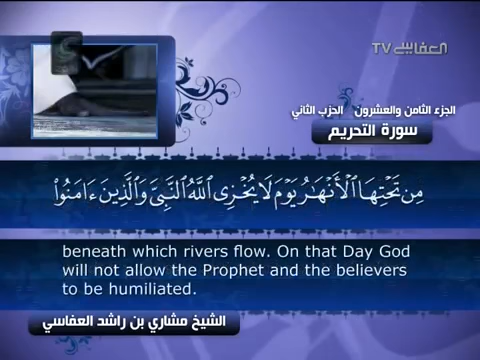 العفاسي TV
الجزء الثامن والعشرون الحزب الثاني
سورة التحريم
مِن تَحْتِهَا ٱلْأَنْهَٰرُ يَوْمَ لَا يُخْزِى ٱللَّهُ ٱلنَّبِىَّ وَٱلَّذِينَ ءَامَنُوا۟
beneath which rivers flow. On that Day God
will not allow the Prophet and the believers
to be humiliated.
الشيخ مشاري بن راشد العفاسي